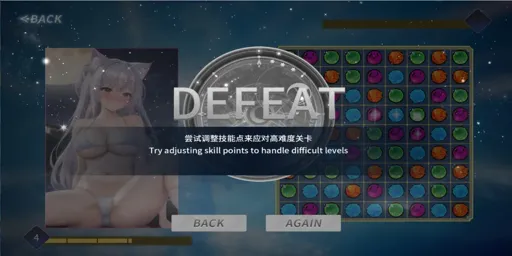 BACK
DEFEAT
尝试调整技能点来应对高难度关卡
Try adjusting skill points to handle difficult levels
BACK
AGAIN
4